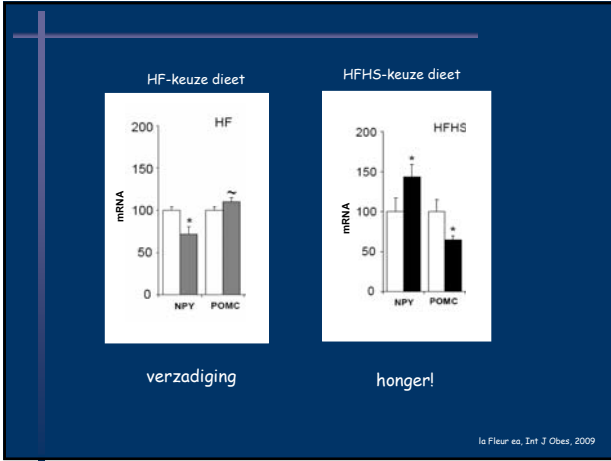 HF-keuze dieet
HFHS-keuze dieet
HF
200
150
100
50
0
mRNA
*
~
NPY POMC
HFHS
200
150
100
50
0
mRNA
*
*
NPY POMC
verzadiging
honger!
la Fleur ea, Int J Obes, 2009